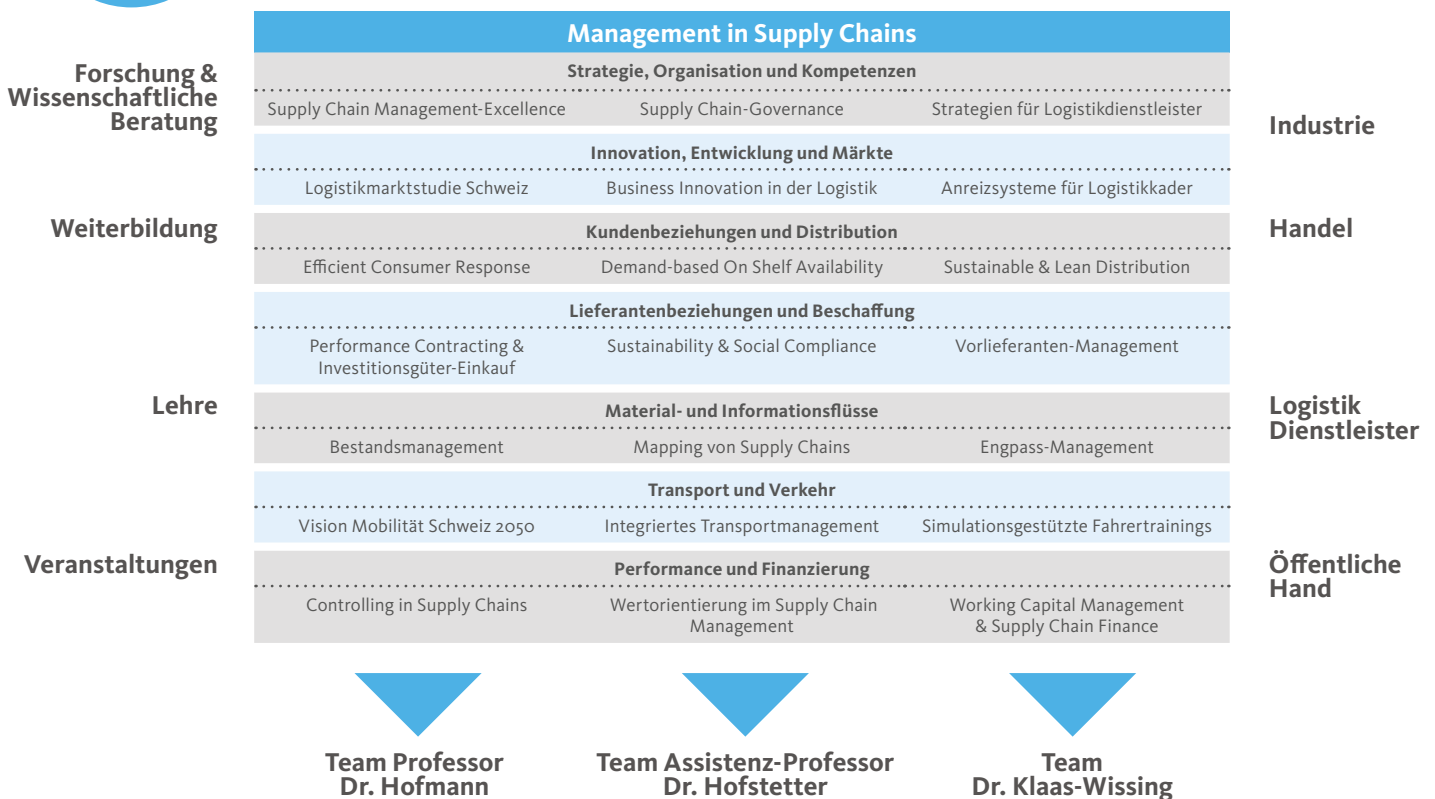 Management in Supply Chains
Forschung &
Wissenschaftliche
Beratung
Weiterbildung
Lehre
Veranstaltungen
Strategie, Organisation und Kompetenzen
Supply Chain Management-Excellence Supply Chain-Governance Strategien für Logistikdienstleister
Innovation, Entwicklung und Märkte
Logistikmarktstudie Schweiz Business Innovation in der Logistik Anreizsysteme für Logistikkader
Kundenbeziehungen und Distribution
Efficient Consumer Response Demand-based On Shelf Availability Sustainable & Lean Distribution
Lieferantenbeziehungen und Beschaffung
Performance Contracting & Sustainability & Social Compliance Vorlieferanten-Management
Investitionsgüter-Einkauf
Material- und Informationsflüsse
Bestandsmanagement Mapping von Supply Chains Engpass-Management
Transport und Verkehr
Vision Mobilität Schweiz 2050 Integriertes Transportmanagement Simulationsgestützte Fahrertrainings
Performance und Finanzierung
Controlling in Supply Chains Wertorientierung im Supply Chain Working Capital Management
Management & Supply Chain Finance
Industrie
Handel
Logistik
Dienstleister
Öffentliche
Hand
Team Professor
Dr. Hofmann
Team Assistenz-Professor
Dr. Hofstetter
Team
Dr. Klaas-Wissing